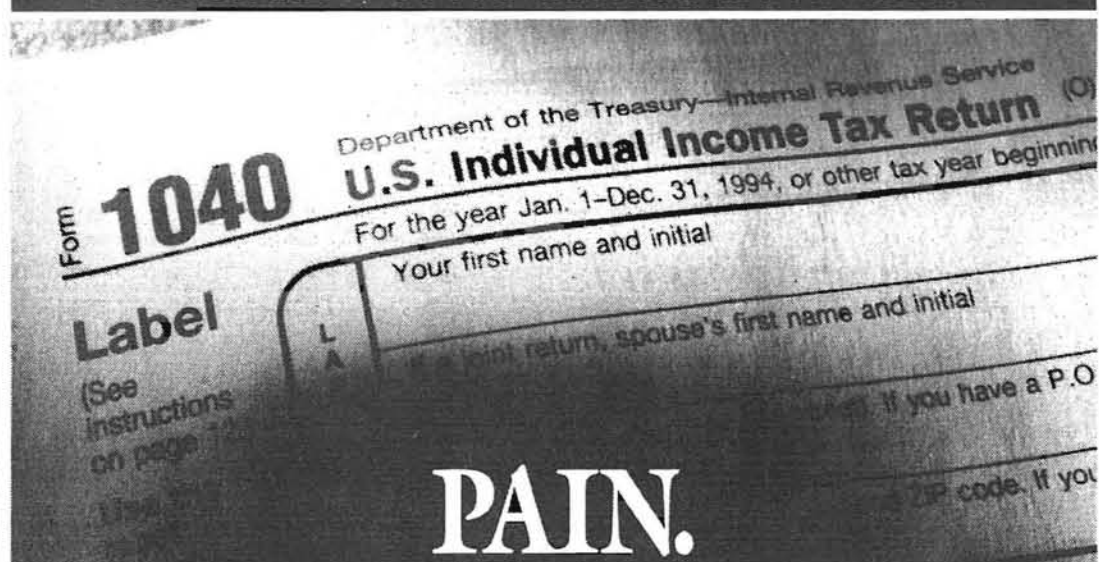 Department of the Treasury—Internal Revenue Service
Form 1040 U.S. Individual Income Tax Return (O)
For the year Jan. 1–Dec. 31, 1994, or other tax year beginning
Label
(See
instructions
on page
L
A
Your first name and initial
If a joint return, spouse's first name and initial
If you have a P.O
ZIP code. If you
PAIN.